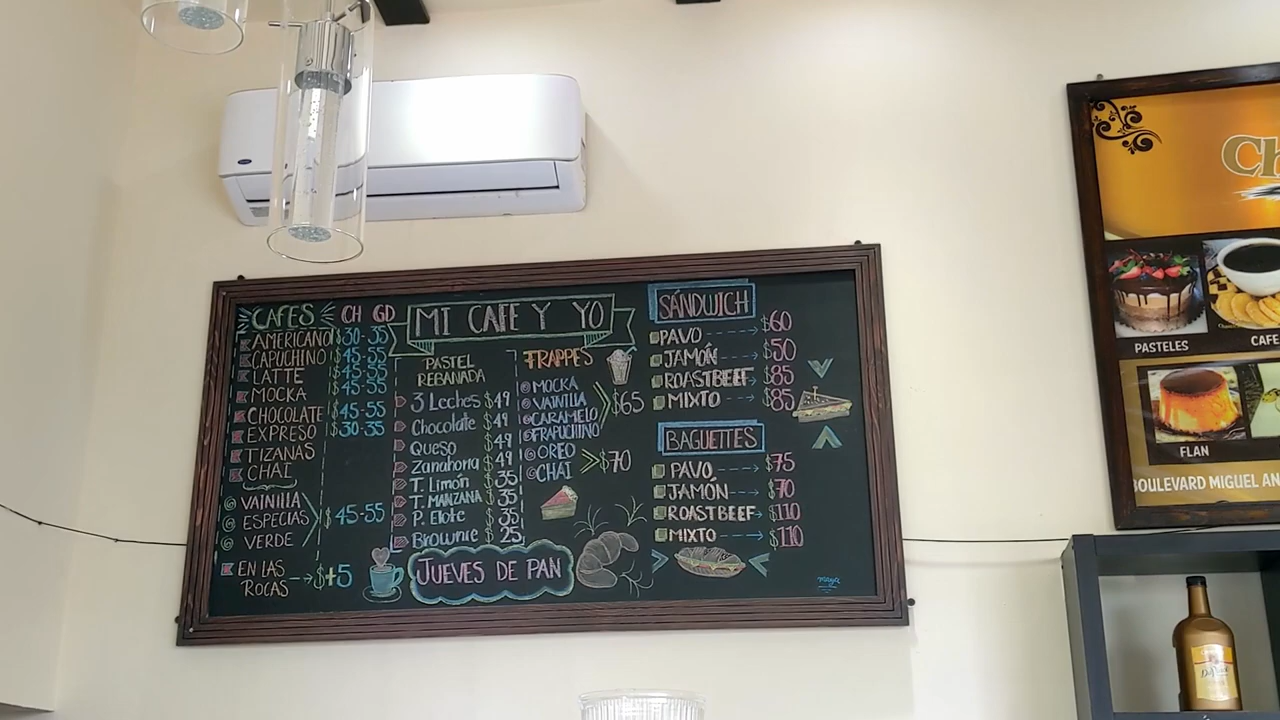 CAFES CH GD
AMERICANO $30-35
CAPUCHINO $45-55
LATTE $45-55
MOCKA $45-55
CHOCOLATE $45-55
EXPRESO $30-35
TIZANAS
CHAI
VAINILLA
ESPECIAS $45-55
VERDE
EN LAS
ROCAS $+5
MI CAFE Y YO
PASTEL
REBANADA
3 Leches $49
Chocolate $49
Queso $49
Zanahoria $49
T. Limón 35
T. MANZANA 35
P. Elote 35
Brownie 25
FRAPPES
MOCKA
VAINILLA $65
CARAMELO
FRAPUCHINO
OREO $70
CHAI
JUEVES DE PAN
SÁNDWICH
PAVO $60
JAMÓN $50
ROASTBEEF $85
MIXTO $85
BAGUETTES
PAVO $75
JAMÓN $70
ROASTBEEF $110
MIXTO $110
maya
Ch
PASTELES CAFE
FLAN
BOULEVARD MIGUEL AN